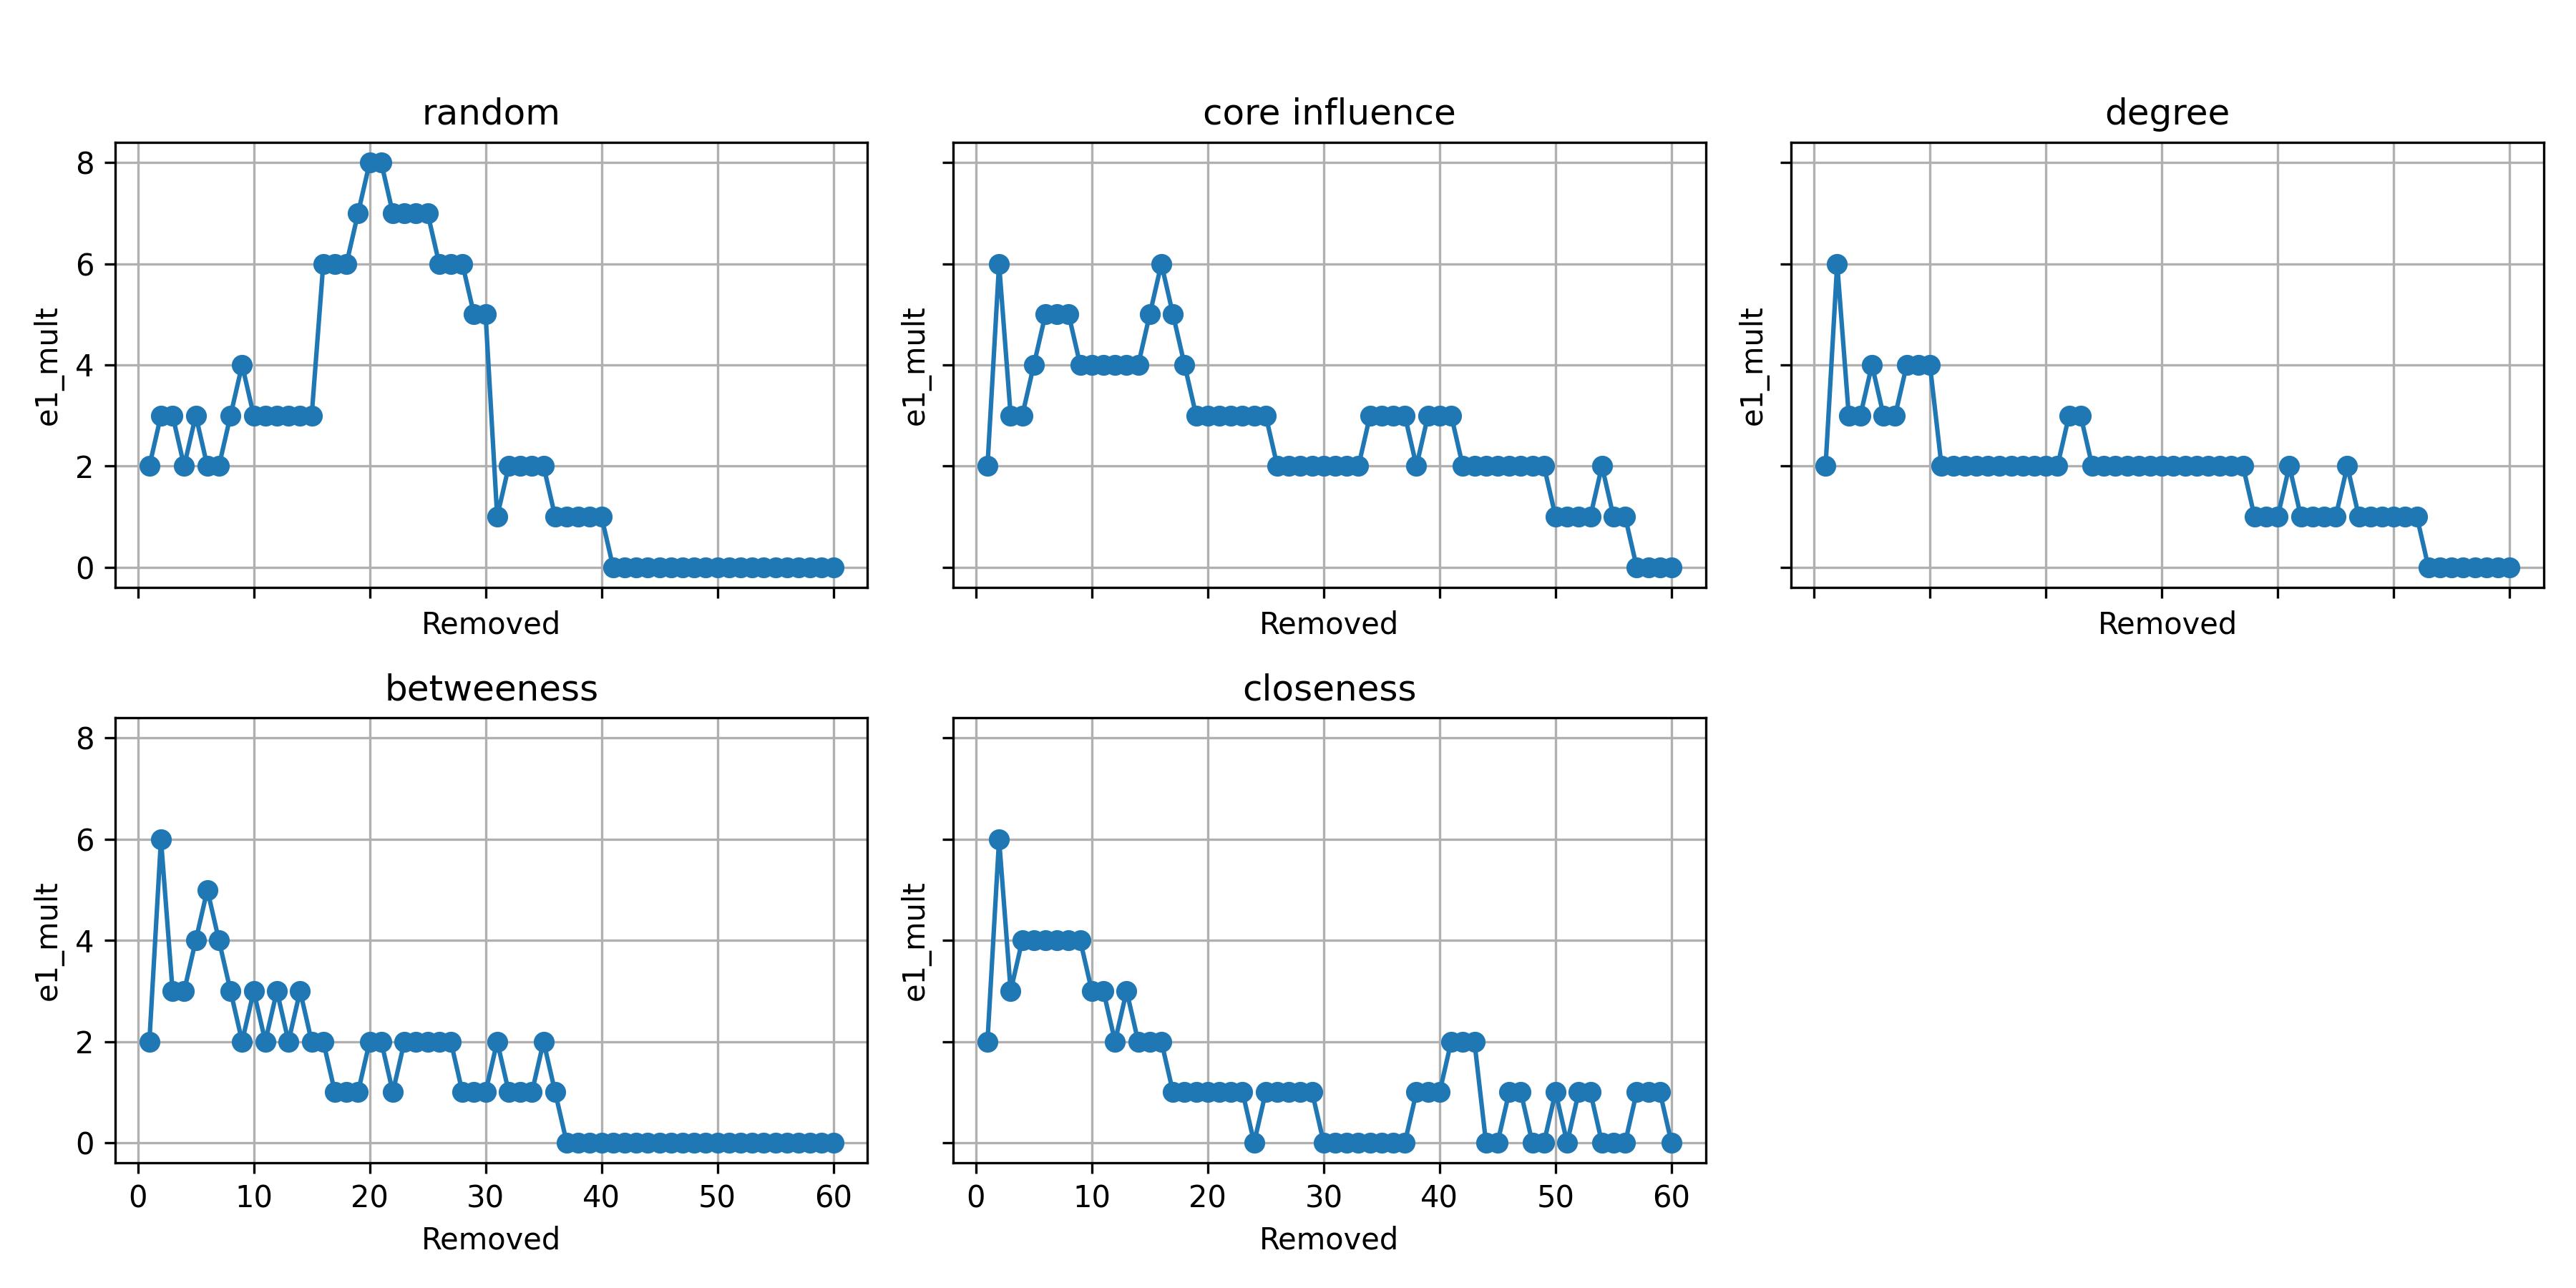 random
core influence
degree
8
6
4
2
0
e1_mult
e1_mult
e1_mult
Removed
Removed
Removed
betweeness
closeness
8
6
4
2
0
e1_mult
e1_mult
0 10 20 30 40 50 60
0 10 20 30 40 50 60
Removed
Removed